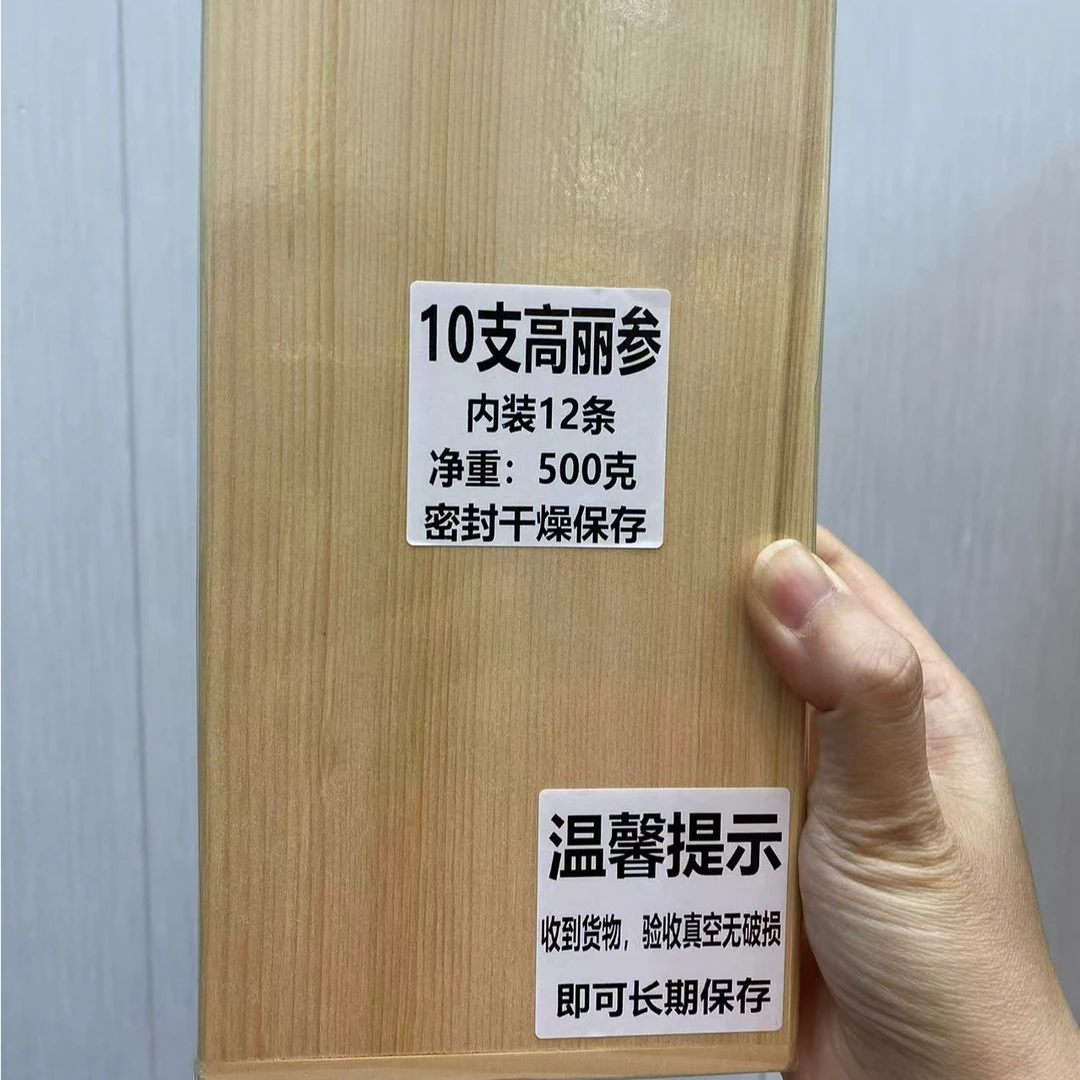 10支高丽参
内装12条
净重：500克
密封干燥保存
温馨提示
收到货物，验收真空无破损
即可长期保存